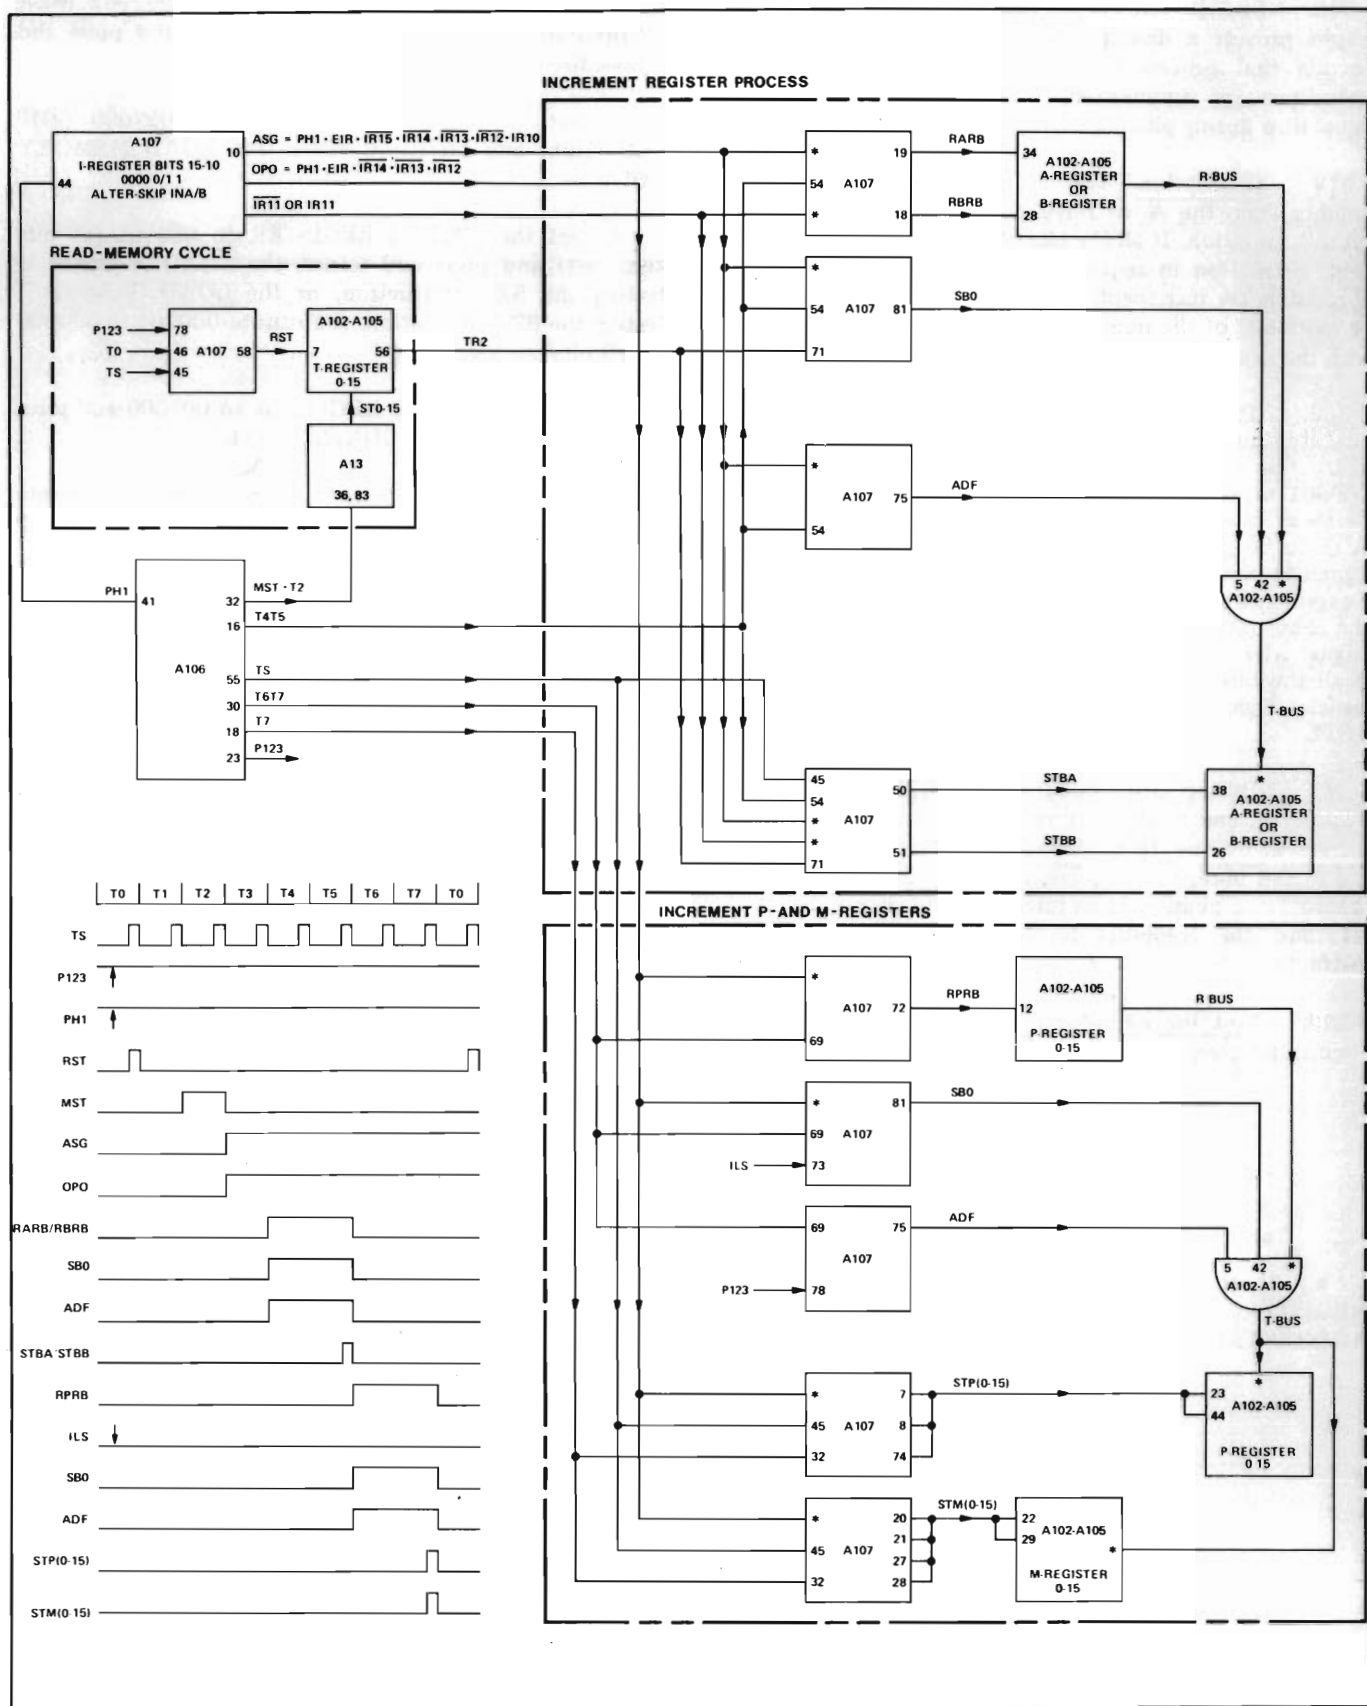 INCREMENT REGISTER PROCESS
A107
I-REGISTER BITS 15-10
0000 0/1 1
ALTER-SKIP INA/B
10
44
ASG = PH1 · EIR · IR15 · IR14 · IR13 · IR12 · IR10
OPO = PH1 · EIR · IR14 · IR13 · IR12
IR11 OR IR11
* 19
54 A107
* 18
RARB
RBRB
34
28
A102-A105
A-REGISTER
OR
B-REGISTER
R-BUS
READ-MEMORY CYCLE
P123
T0
TS
78
46 A107 58
45
RST
A102-A105
7 56
T-REGISTER
0-15
TR2
ST0-15
A13
36, 83
*
54 A107 81
71
SB0
*
A107 75
54
ADF
5 42 *
A102-A105
T-BUS
PH1
41
A106
32
16
55
30
18
23
MST · T2
T4T5
TS
T6T7
T7
P123
45 50
54
* A107
*
71 51
STBA
STBB
*
38
26
A102-A105
A-REGISTER
OR
B-REGISTER
T0 T1 T2 T3 T4 T5 T6 T7 T0
TS
P123
PH1
RST
MST
ASG
OPO
RARB/RBRB
SB0
ADF
STBA STBB
RPRB
ILS
SB0
ADF
STP(0-15)
STM(0-15)
INCREMENT P-AND M-REGISTERS
*
A107 72
69
RPRB
A102-A105
12
P-REGISTER
0-15
R BUS
* 81
69 A107
ILS
73
SB0
69 75
A107
P123
78
ADF
5 42 *
A102-A105
T-BUS
* 7
45 A107 8
32 74
STP(0-15)
*
23
44
A102-A105
P REGISTER
0 15
* 20
21
45 A107 27
32 28
STM(0-15)
22
29
A102-A105
*
M-REGISTER
0-15